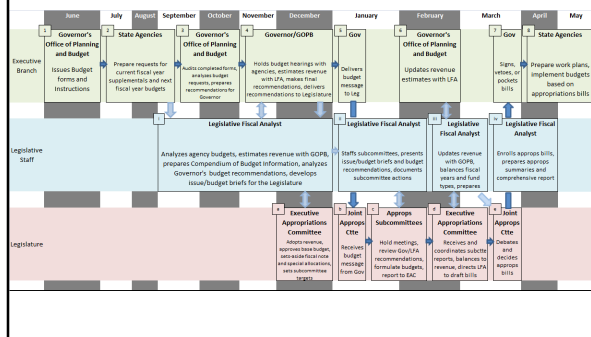 June July August September October November December January February March April May
Executive
Branch
1
Governor's
Office of Planning
and Budget
Issues Budget
forms and
Instructions
2
State Agencies
Prepare requests for
current fiscal year
supplementals and next
fiscal year budgets
3
Governor's
Office of Planning
and Budget
Audits completed forms,
analyzes budget
requests, prepares
recommendations for
Governor
4
Governor/GOPB
Holds budget hearings with
agencies, estimates revenue
with LFA, makes final
recommendations, delivers
recommendations to Legislature
5
Gov
Delivers
budget
message
to Leg
6
Governor's
Office of Planning
and Budget
Updates revenue
estimates with LFA
7
Gov
Signs,
vetoes, or
pockets
bills
8
State Agencies
Prepare work plans,
implement budgets
based on
appropriations bills
Legislative
Staff
i
Legislative Fiscal Analyst
Analyzes agency budgets, estimates revenue with GOPB,
prepares Compendium of Budget Information, analyzes
Governor's budget recommendations, develops
issue/budget briefs for the Legislature
ii
Legislative Fiscal Analyst
Staffs subcommittees, presents
issue/budget briefs and budget
recommendations, documents
subcommittee actions
iii
Legislative
Fiscal Analyst
Updates revenue
with GOPB,
balances fiscal
years and fund
types, prepares
iv
Legislative Fiscal
Analyst
Enrolls approp bills,
prepares approps
summaries and
comprehensive report
Legislature
a
Executive
Appropriations
Committee
Adopts revenue,
approves base budget,
sets-aside fiscal note
and special allocations,
sets subcommittee
targets
b
Joint
Approps
Ctte
Receives
budget
message
from Gov
c
Approps
Subcommittees
Hold meetings,
review Gov/LFA
recommendations,
formulate budgets,
report to EAC
d
Executive
Appropriations
Committee
Receives and
coordinates subctte
reports, balances to
revenue, directs LFA
to draft bills
e
Joint
Approps
Ctte
Debates
and
decides
approps
bills